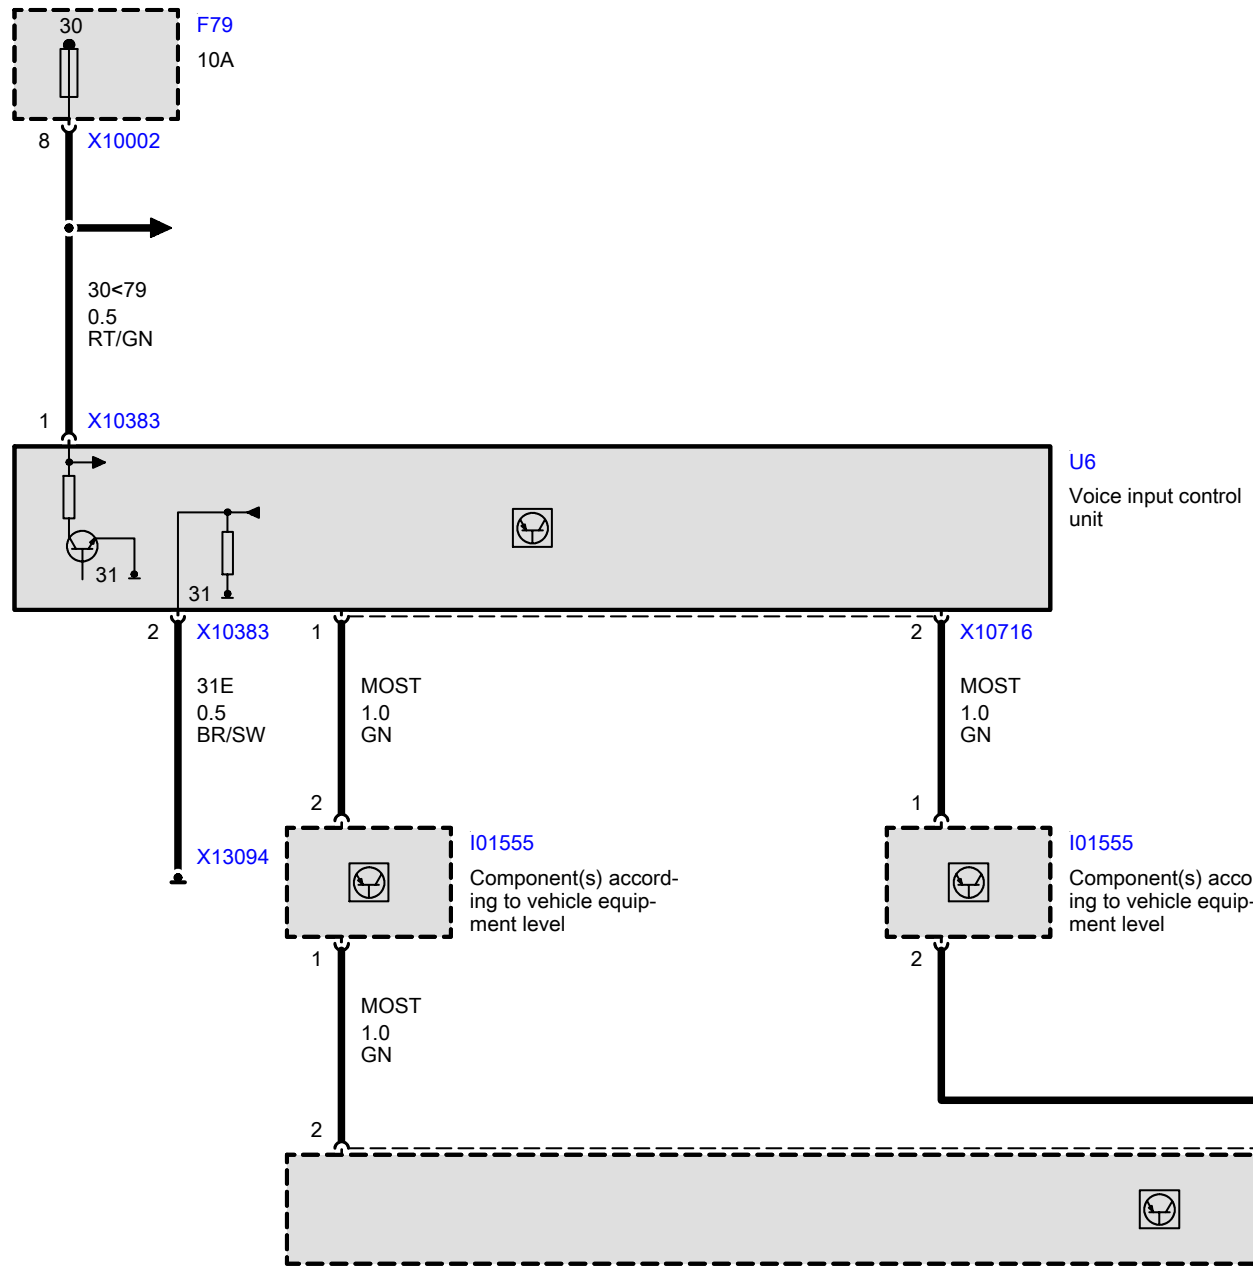 30
F79
10A
8
X10002
30<79
0.5
RT/GN
1
X10383
U6
Voice input control
unit
31
31
2
X10383
1
2
X10716
31E
0.5
BR/SW
MOST
1.0
GN
MOST
1.0
GN
2
1
X13094
I01555
Component(s) accord-
ing to vehicle equip-
ment level
I01555
Component(s) acco
ing to vehicle equip-
ment level
1
2
MOST
1.0
GN
2